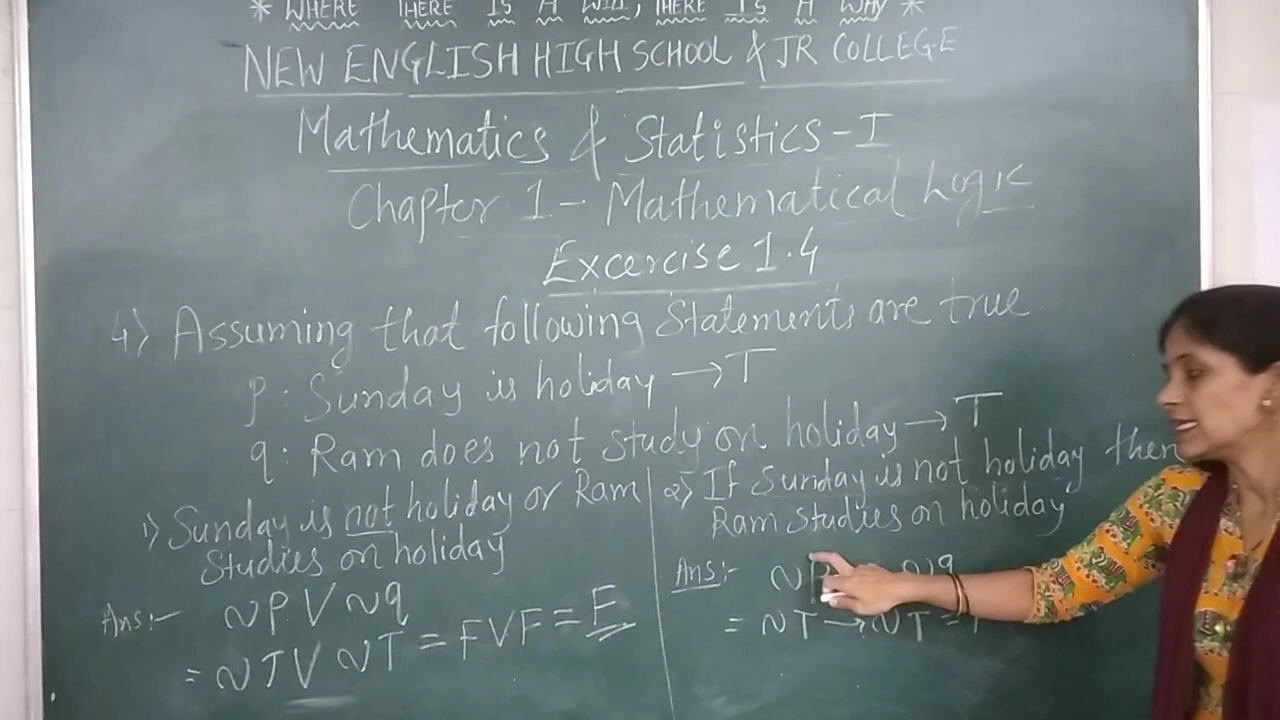 * WHERE THERE IS A WILL, THERE IS A WAY *
NEW ENGLISH HIGH SCHOOL & JR COLLEGE
Mathematics & Statistics-I
Chapter 1 - Mathematical Logic
Excercise 1.4
4) Assuming that following Statements are true
p: Sunday is holiday → T
q: Ram does not study on holiday → T
1) Sunday is not holiday or Ram
Studies on holiday
Ans:- ~p V ~q
= ~T V ~T = F V F = F
2) If Sunday is not holiday then
Ram Studies on holiday
Ans:- ~p ~q
= ~T → ~T =